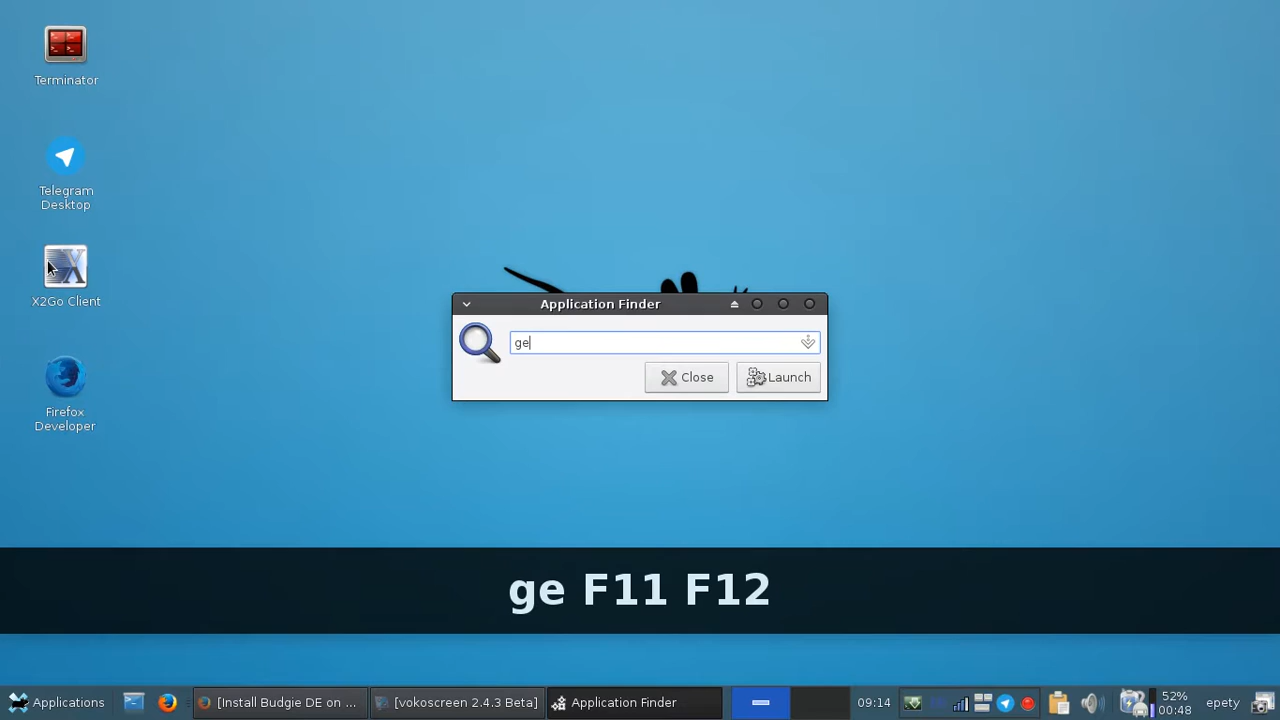 Terminator
Telegram
Desktop
X2Go Client
Firefox
Developer
Application Finder
ge
Close
Launch
ge F11 F12
Applications
[Install Budgie DE on ...
[vokoscreen 2.4.3 Beta]
Application Finder
09:14
52%
00:48
epety